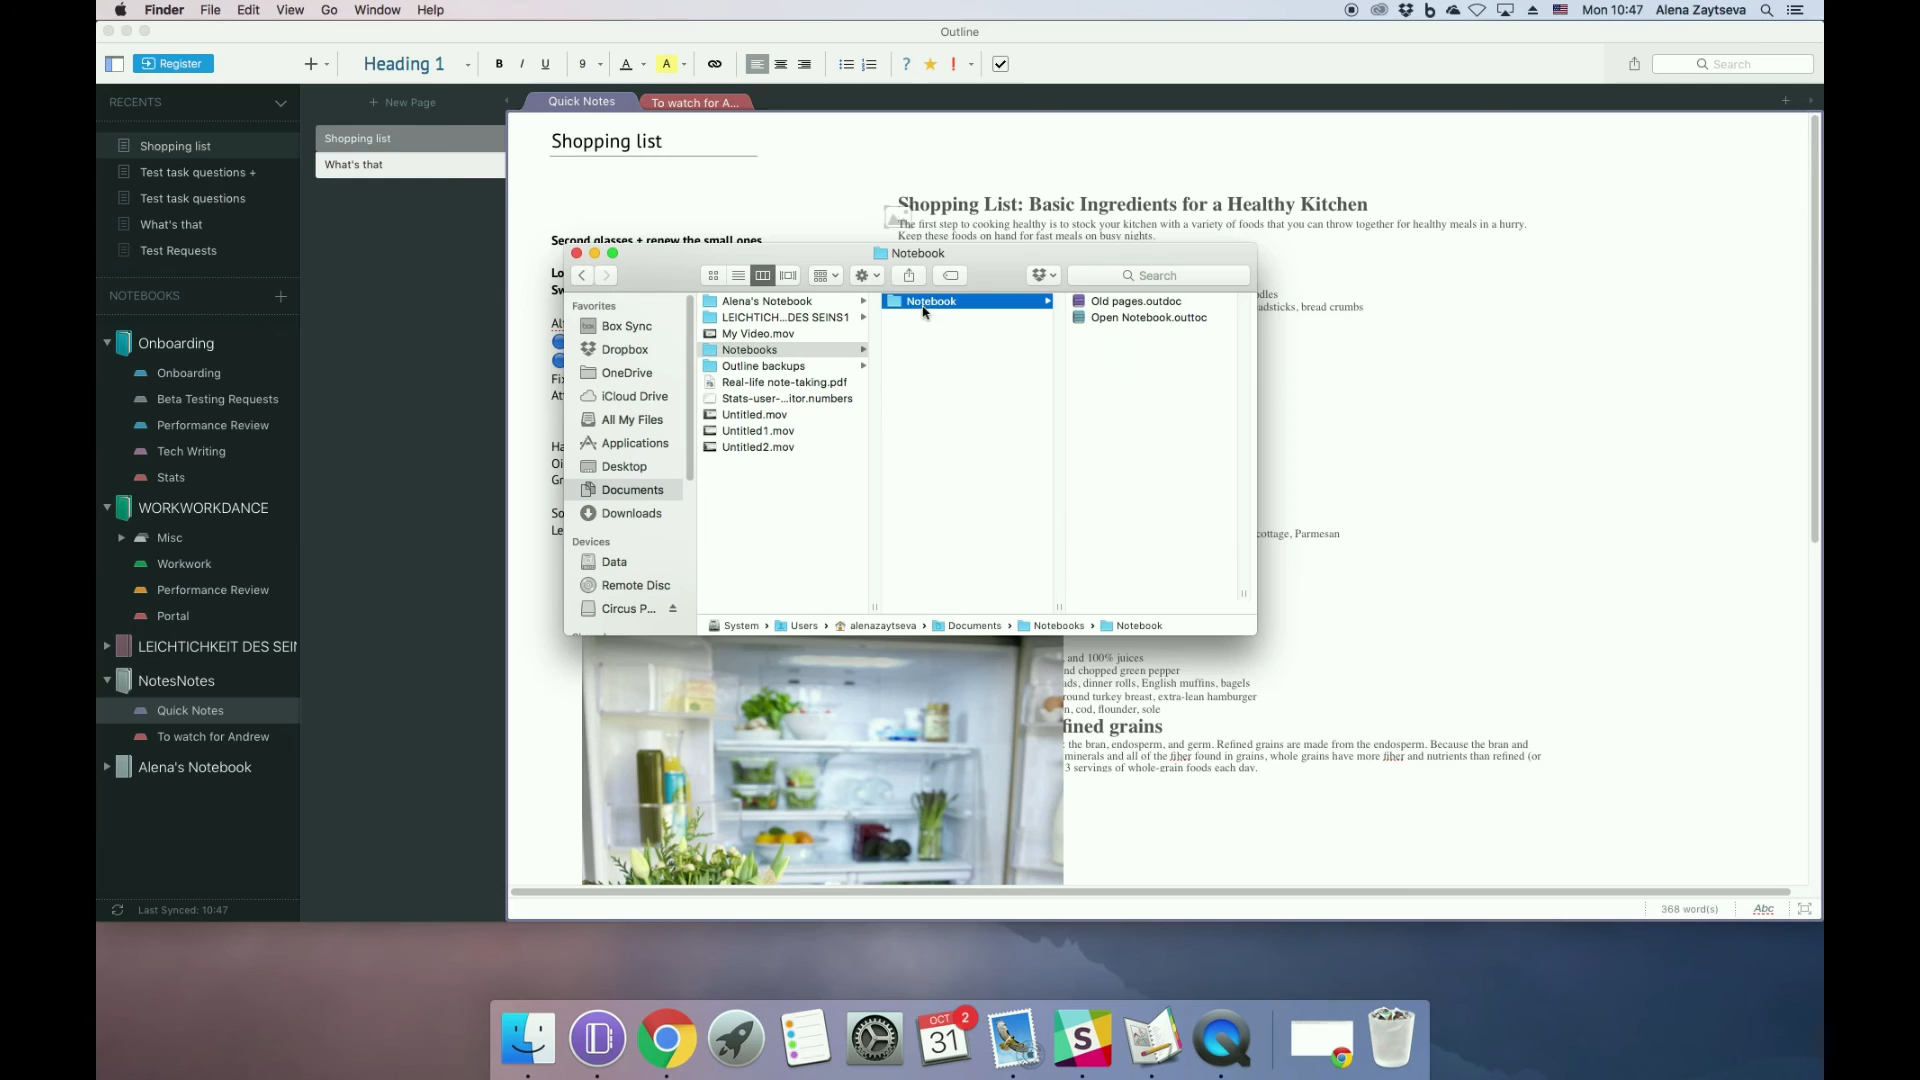 Finder File Edit View Go Window Help
Mon 10:47 Alena Zaytseva
Outline
Register
Heading 1
B I U 9 A A
? !
Search
RECENTS
Shopping list
Test task questions +
Test task questions
What's that
Test Requests
NOTEBOOKS
Onboarding
Onboarding
Beta Testing Requests
Performance Review
Tech Writing
Stats
WORKWORKDANCE
Misc
Workwork
Performance Review
Portal
LEICHTICHKEIT DES SEIN
NotesNotes
Quick Notes
To watch for Andrew
Alena's Notebook
Last Synced: 10:47
+ New Page
Shopping list
What's that
Quick Notes
To watch for A...
Shopping list
Shopping List: Basic Ingredients for a Healthy Kitchen
The first step to cooking healthy is to stock your kitchen with a variety of foods that you can throw together for healthy meals in a hurry.
Keep these foods on hand for fast meals on busy nights.
Second glasses + renew the small ones
Notebook
Search
Favorites
Box Sync
Dropbox
OneDrive
iCloud Drive
All My Files
Applications
Desktop
Documents
Downloads
Devices
Data
Remote Disc
Circus P...
Alena's Notebook
LEICHTICH...DES SEINS1
My Video.mov
Notebooks
Outline backups
Real-life note-taking.pdf
Stats-user-...itor.numbers
Untitled.mov
Untitled1.mov
Untitled2.mov
Notebook
Old pages.outdoc
Open Notebook.outtoc
System › Users › alenazaytseva › Documents › Notebooks › Notebook
adsticks, bread crumbs
cottage, Parmesan
and 100% juices
nd chopped green pepper
ads, dinner rolls, English muffins, bagels
round turkey breast, extra-lean hamburger
n, cod, flounder, sole
fined grains
: the bran, endosperm, and germ. Refined grains are made from the endosperm. Because the bran and
minerals and all of the fiber found in grains, whole grains have more fiber and nutrients than refined (or
3 servings of whole-grain foods each day.
368 word(s)
Abc
OCT
31
2